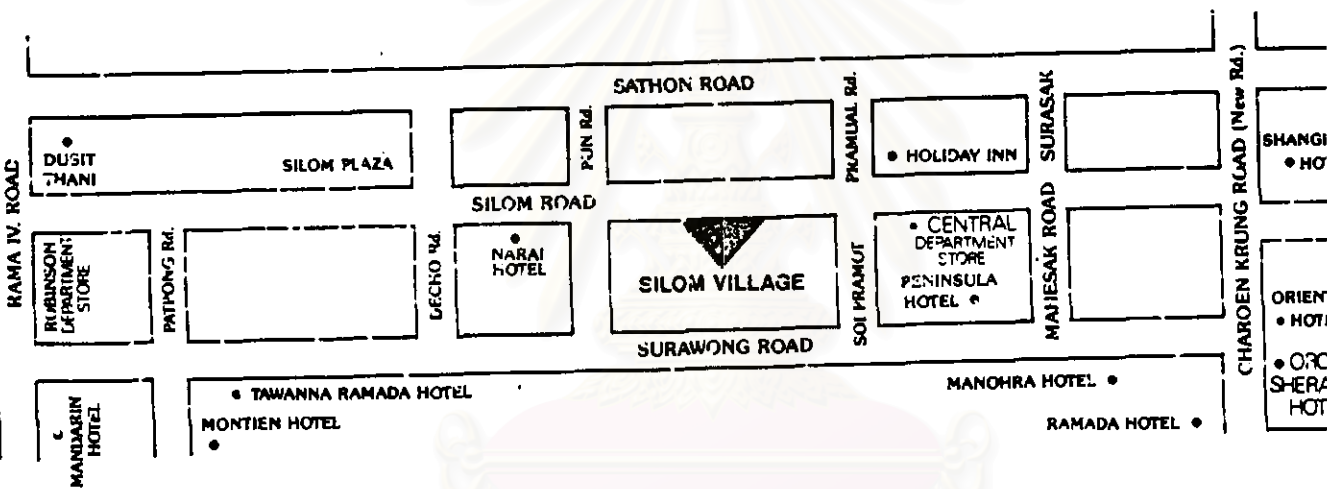 SATHON ROAD
RAMA IV. ROAD
DUSIT
THANI
SILOM PLAZA
PUN Rd.
PRAMUAL Rd.
HOLIDAY INN
SURASAK
CHAROEN KRUNG ROAD (New Rd.)
SILOM ROAD
ROBINSON
DEPARTMENT
STORE
PATPONG Rd.
DECHO Rd.
NARAI
HOTEL
SILOM VILLAGE
SOI PRAMOT
CENTRAL
DEPARTMENT
STORE
PENINSULA
HOTEL
MAHESAK ROAD
SURAWONG ROAD
MANDARIN
HOTEL
TAWANNA RAMADA HOTEL
MONTIEN HOTEL
MANOHRA HOTEL
RAMADA HOTEL